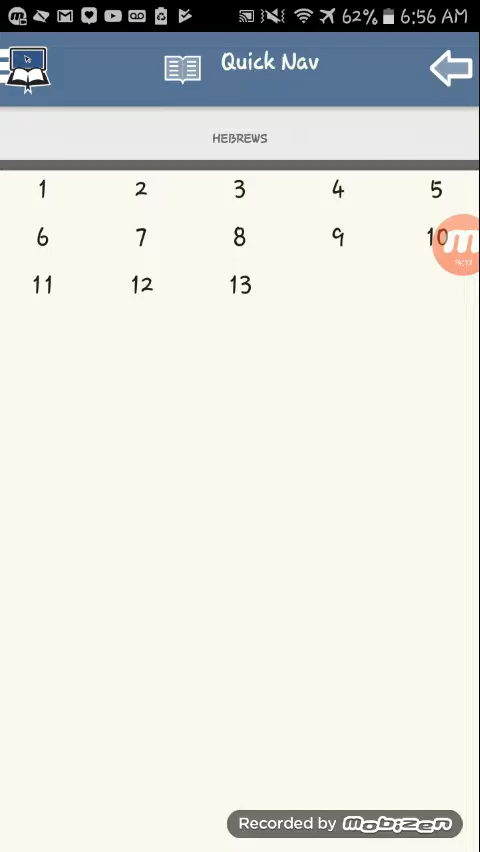 62% 6:56 AM
Quick Nav
HEBREWS
1 2 3 4 5
6 7 8 9 10
11 12 13
Recorded by mobizen